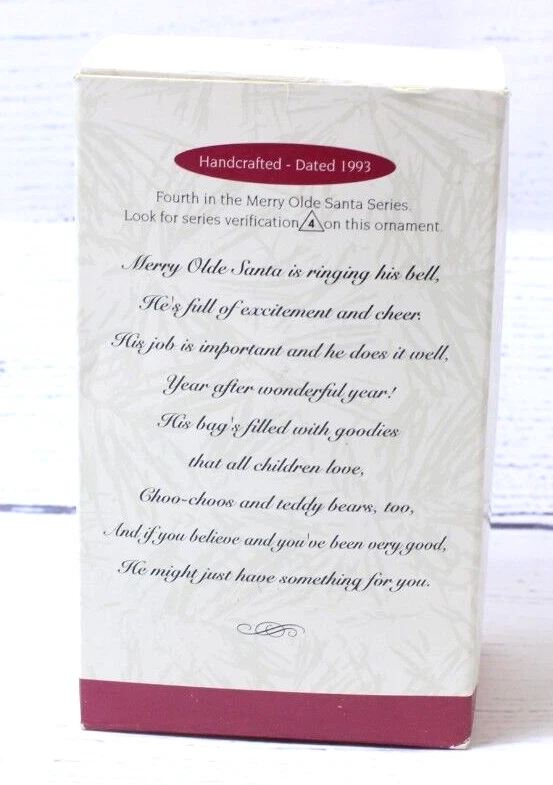 Handcrafted - Dated 1993
Fourth in the Merry Olde Santa Series.
Look for series verification 4 on this ornament.
Merry Olde Santa is ringing his bell,
He's full of excitement and cheer.
His job is important and he does it well,
Year after wonderful year!
His bag's filled with goodies
that all children love,
Choo-choos and teddy bears, too,
And if you believe and you've been very good,
He might just have something for you.